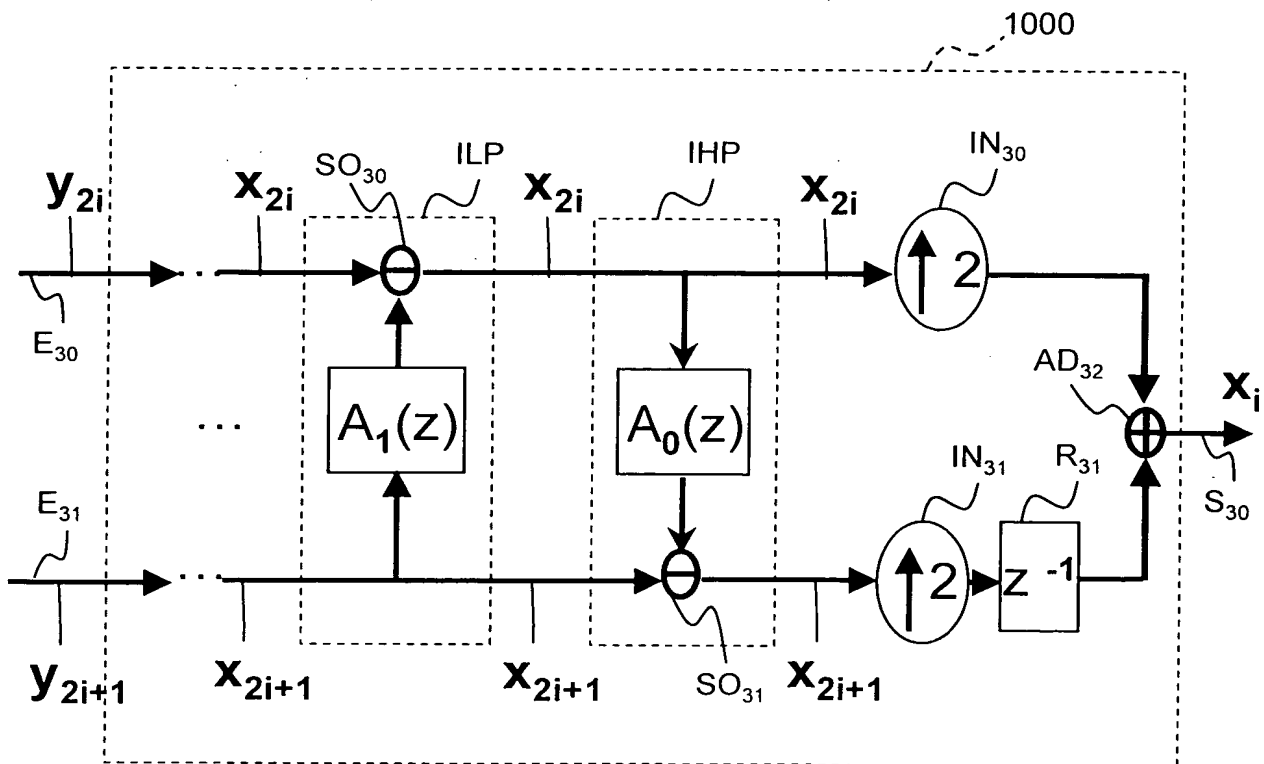 1000
SO₃₀
ILP
IHP
IN₃₀
y₂ᵢ
x₂ᵢ
x₂ᵢ
x₂ᵢ
↑ 2
E₃₀
AD₃₂
xᵢ
...
A₁(z)
A₀(z)
E₃₁
IN₃₁
R₃₁
S₃₀
...
↑ 2
z⁻¹
y₂ᵢ₊₁
x₂ᵢ₊₁
x₂ᵢ₊₁
SO₃₁
x₂ᵢ₊₁